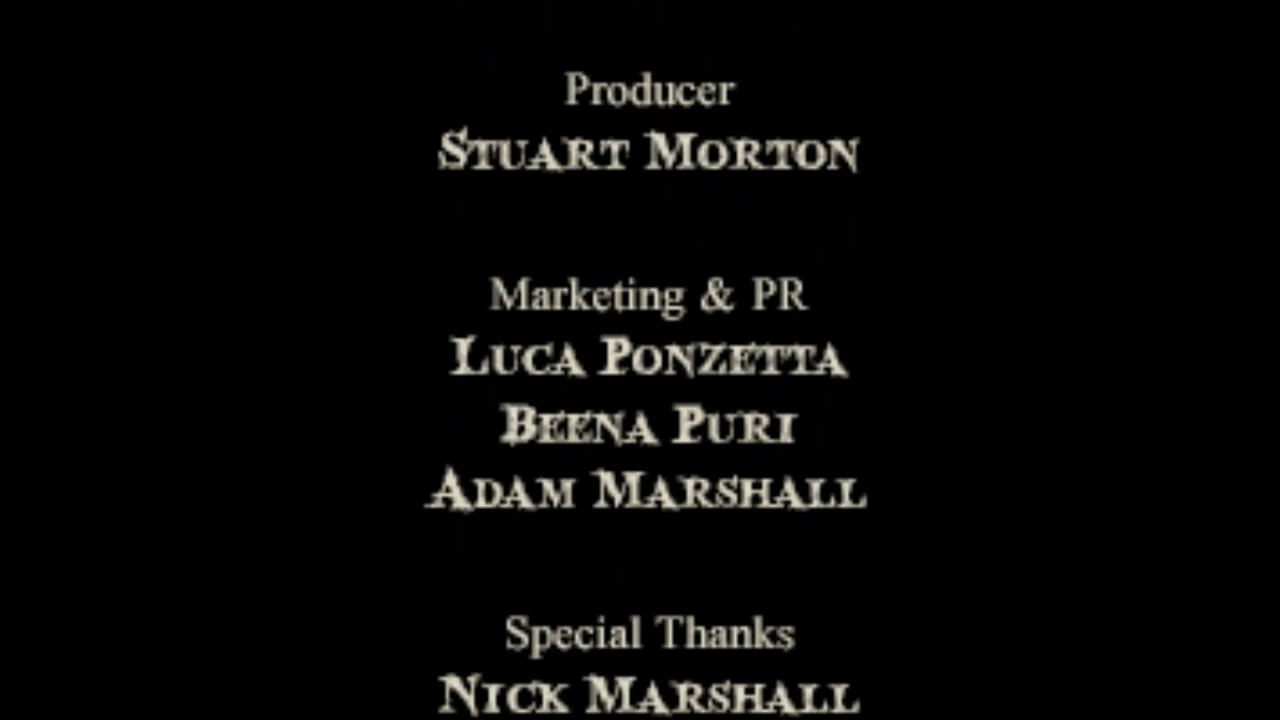 Producer
STUART MORTON
Marketing & PR
LUCA PONZETTA
BEENA PURI
ADAM MARSHALL
Special Thanks
NICK MARSHALL